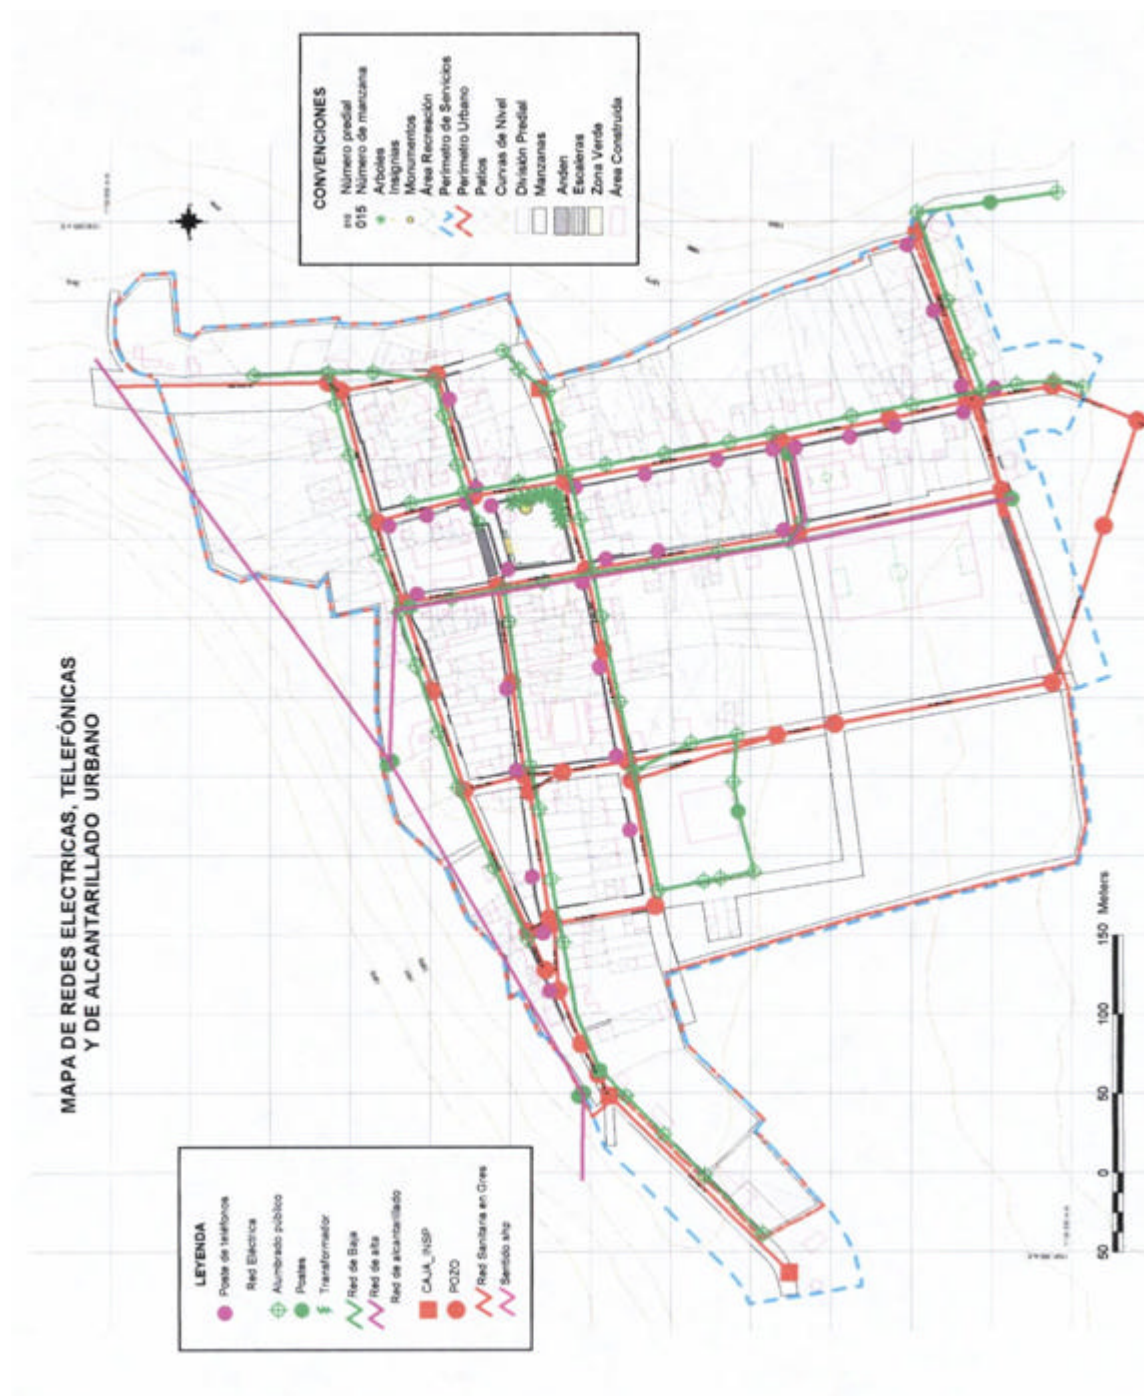 MAPA DE REDES ELECTRICAS, TELEFÓNICAS
Y DE ALCANTARILLADO URBANO
LEYENDA
Poste de teléfonos
Red Eléctrica
Alumbrado público
Postes
Transformador
Red de Baja
Red de alta
Red de alcantarillado
CAJA_INSP
POZO
Red Sanitaria en Gres
Sentido.shp
CONVENCIONES
010 Número predial
015 Número de manzana
Arboles
Insignias
Monumentos
Área Recreación
Perímetro de Servicios
Perímetro Urbano
Patios
Curvas de Nivel
División Predial
Manzanas
Anden
Escaleras
Zona Verde
Área Construida
50 0 50 100 150 Meters